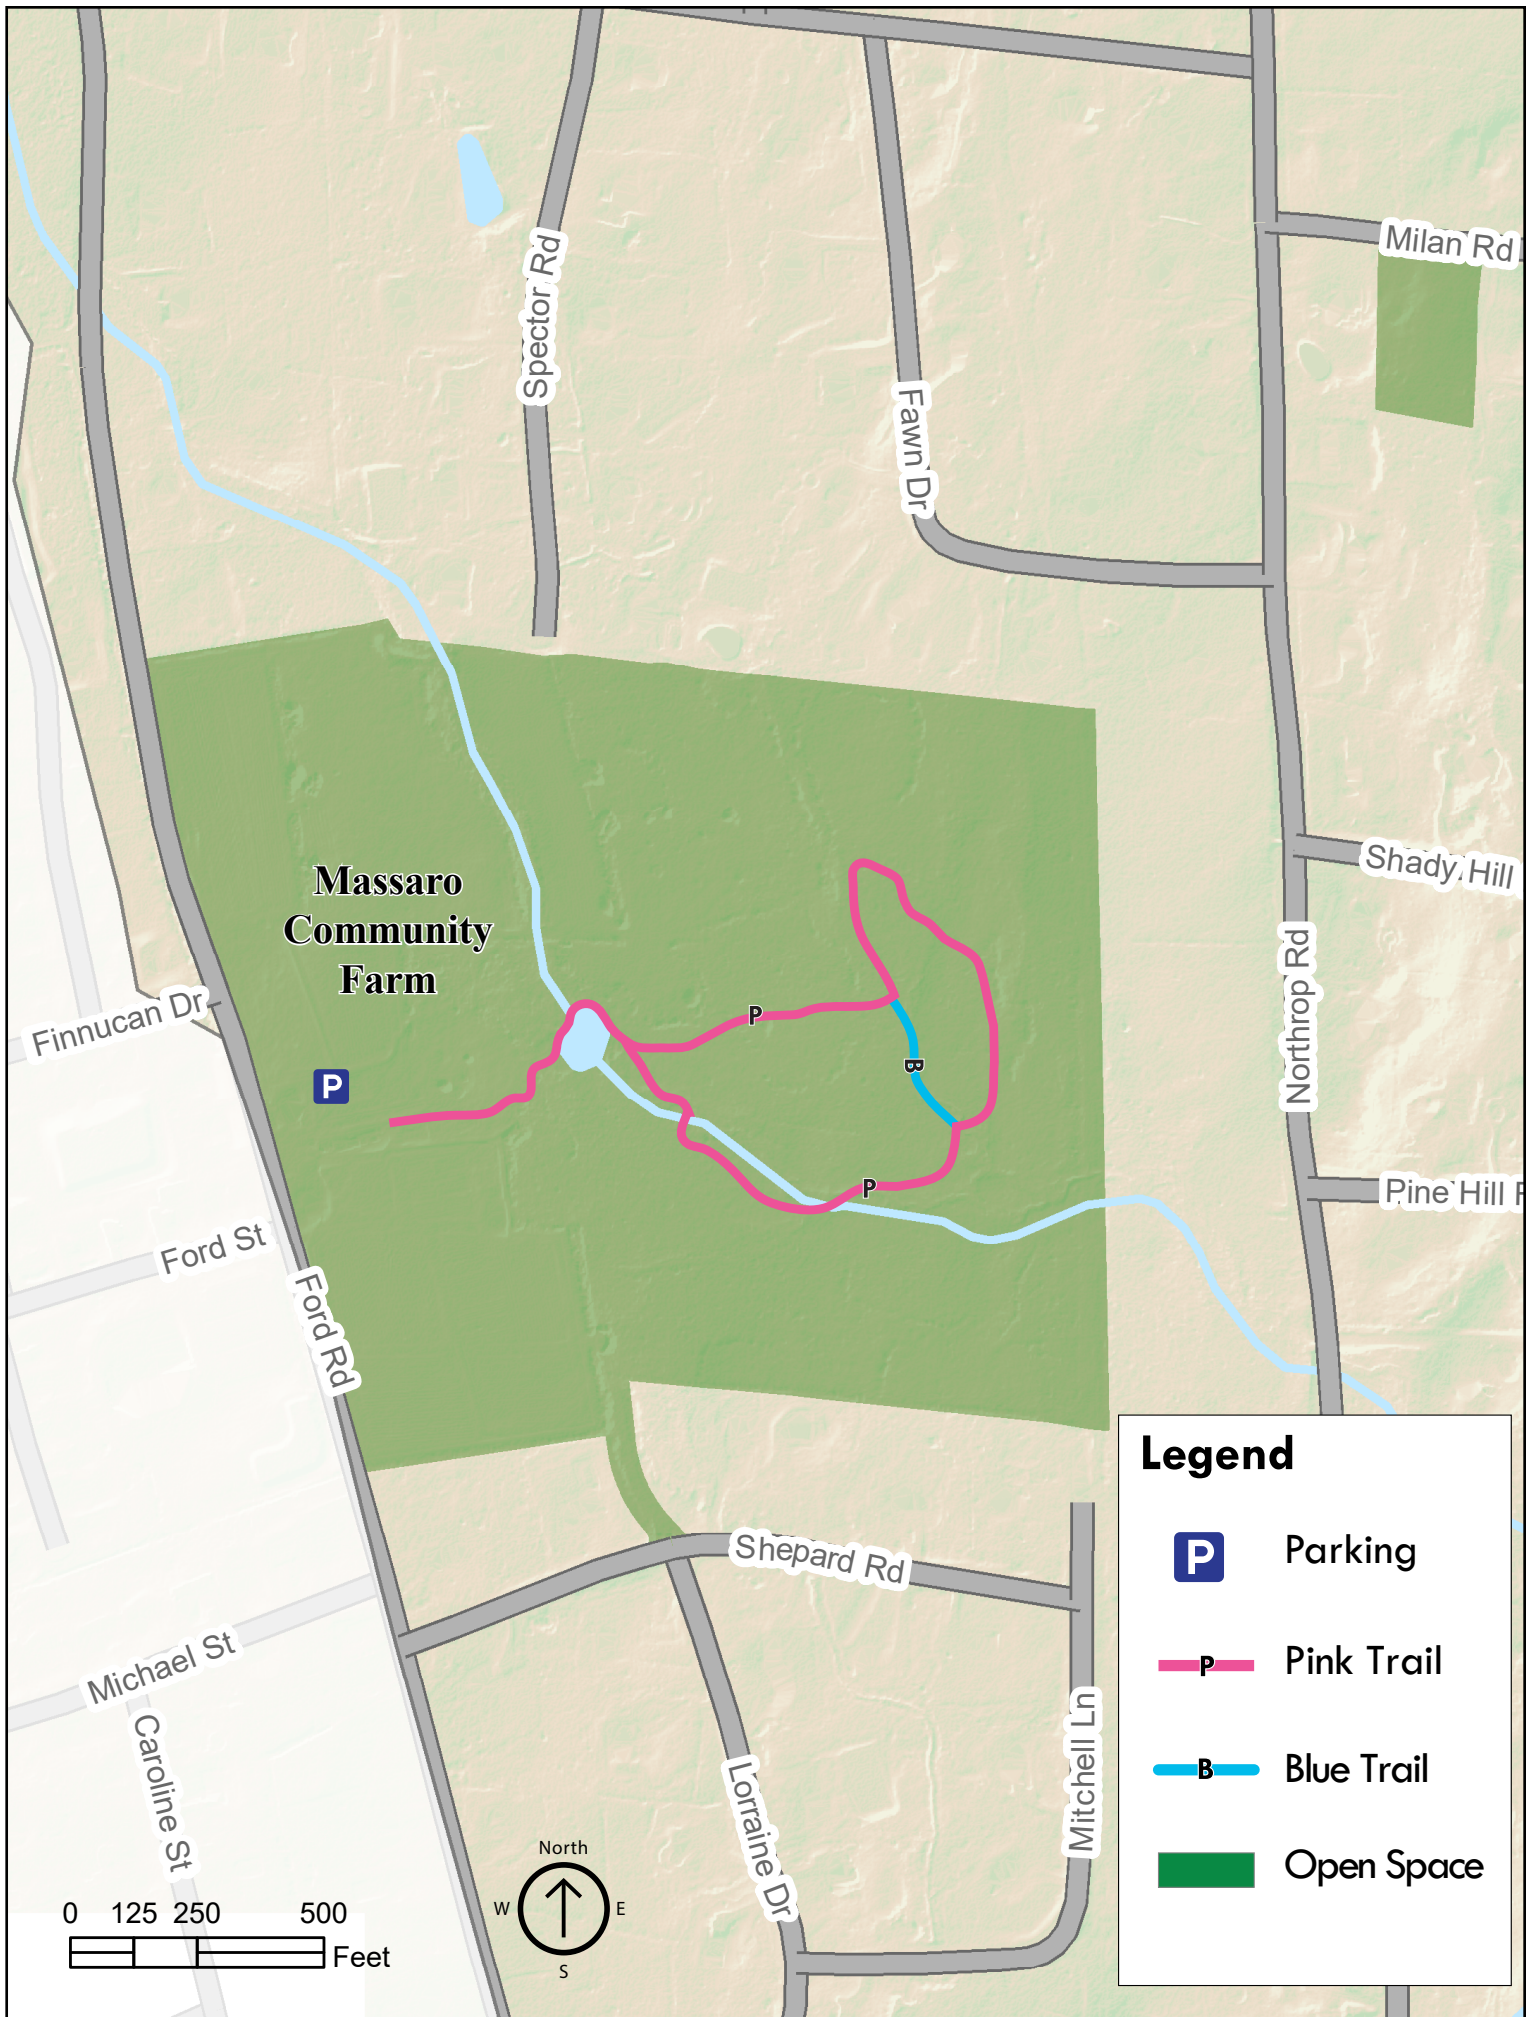 Milan Rd
Spector Rd
Fawn Dr
Shady Hill
Massaro
Community
Farm
Northrop Rd
Finnucan Dr
P
B
P
P
Pine Hill
Ford St
Ford Rd
Legend
Shepard Rd
P Parking
Michael St
P Pink Trail
Mitchell Ln
Caroline St
B Blue Trail
Lorraine Dr
Open Space
North
W E
S
0 125 250 500
Feet